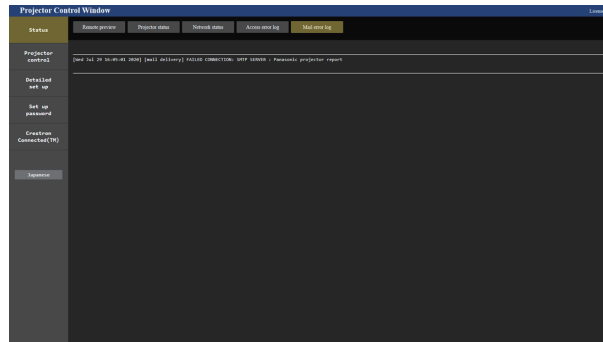 Projector Control Window
Status
Remote preview
Projector status
Network status
Access error log
Mail error log
Projector
control
[Wed Jul 29 16:05:01 2020] [mail delivery] FAILED CONNECTION: SMTP SERVER : Panasonic projector report
Detailed
set up
Set up
password
Crestron
Connected(TM)
Japanese